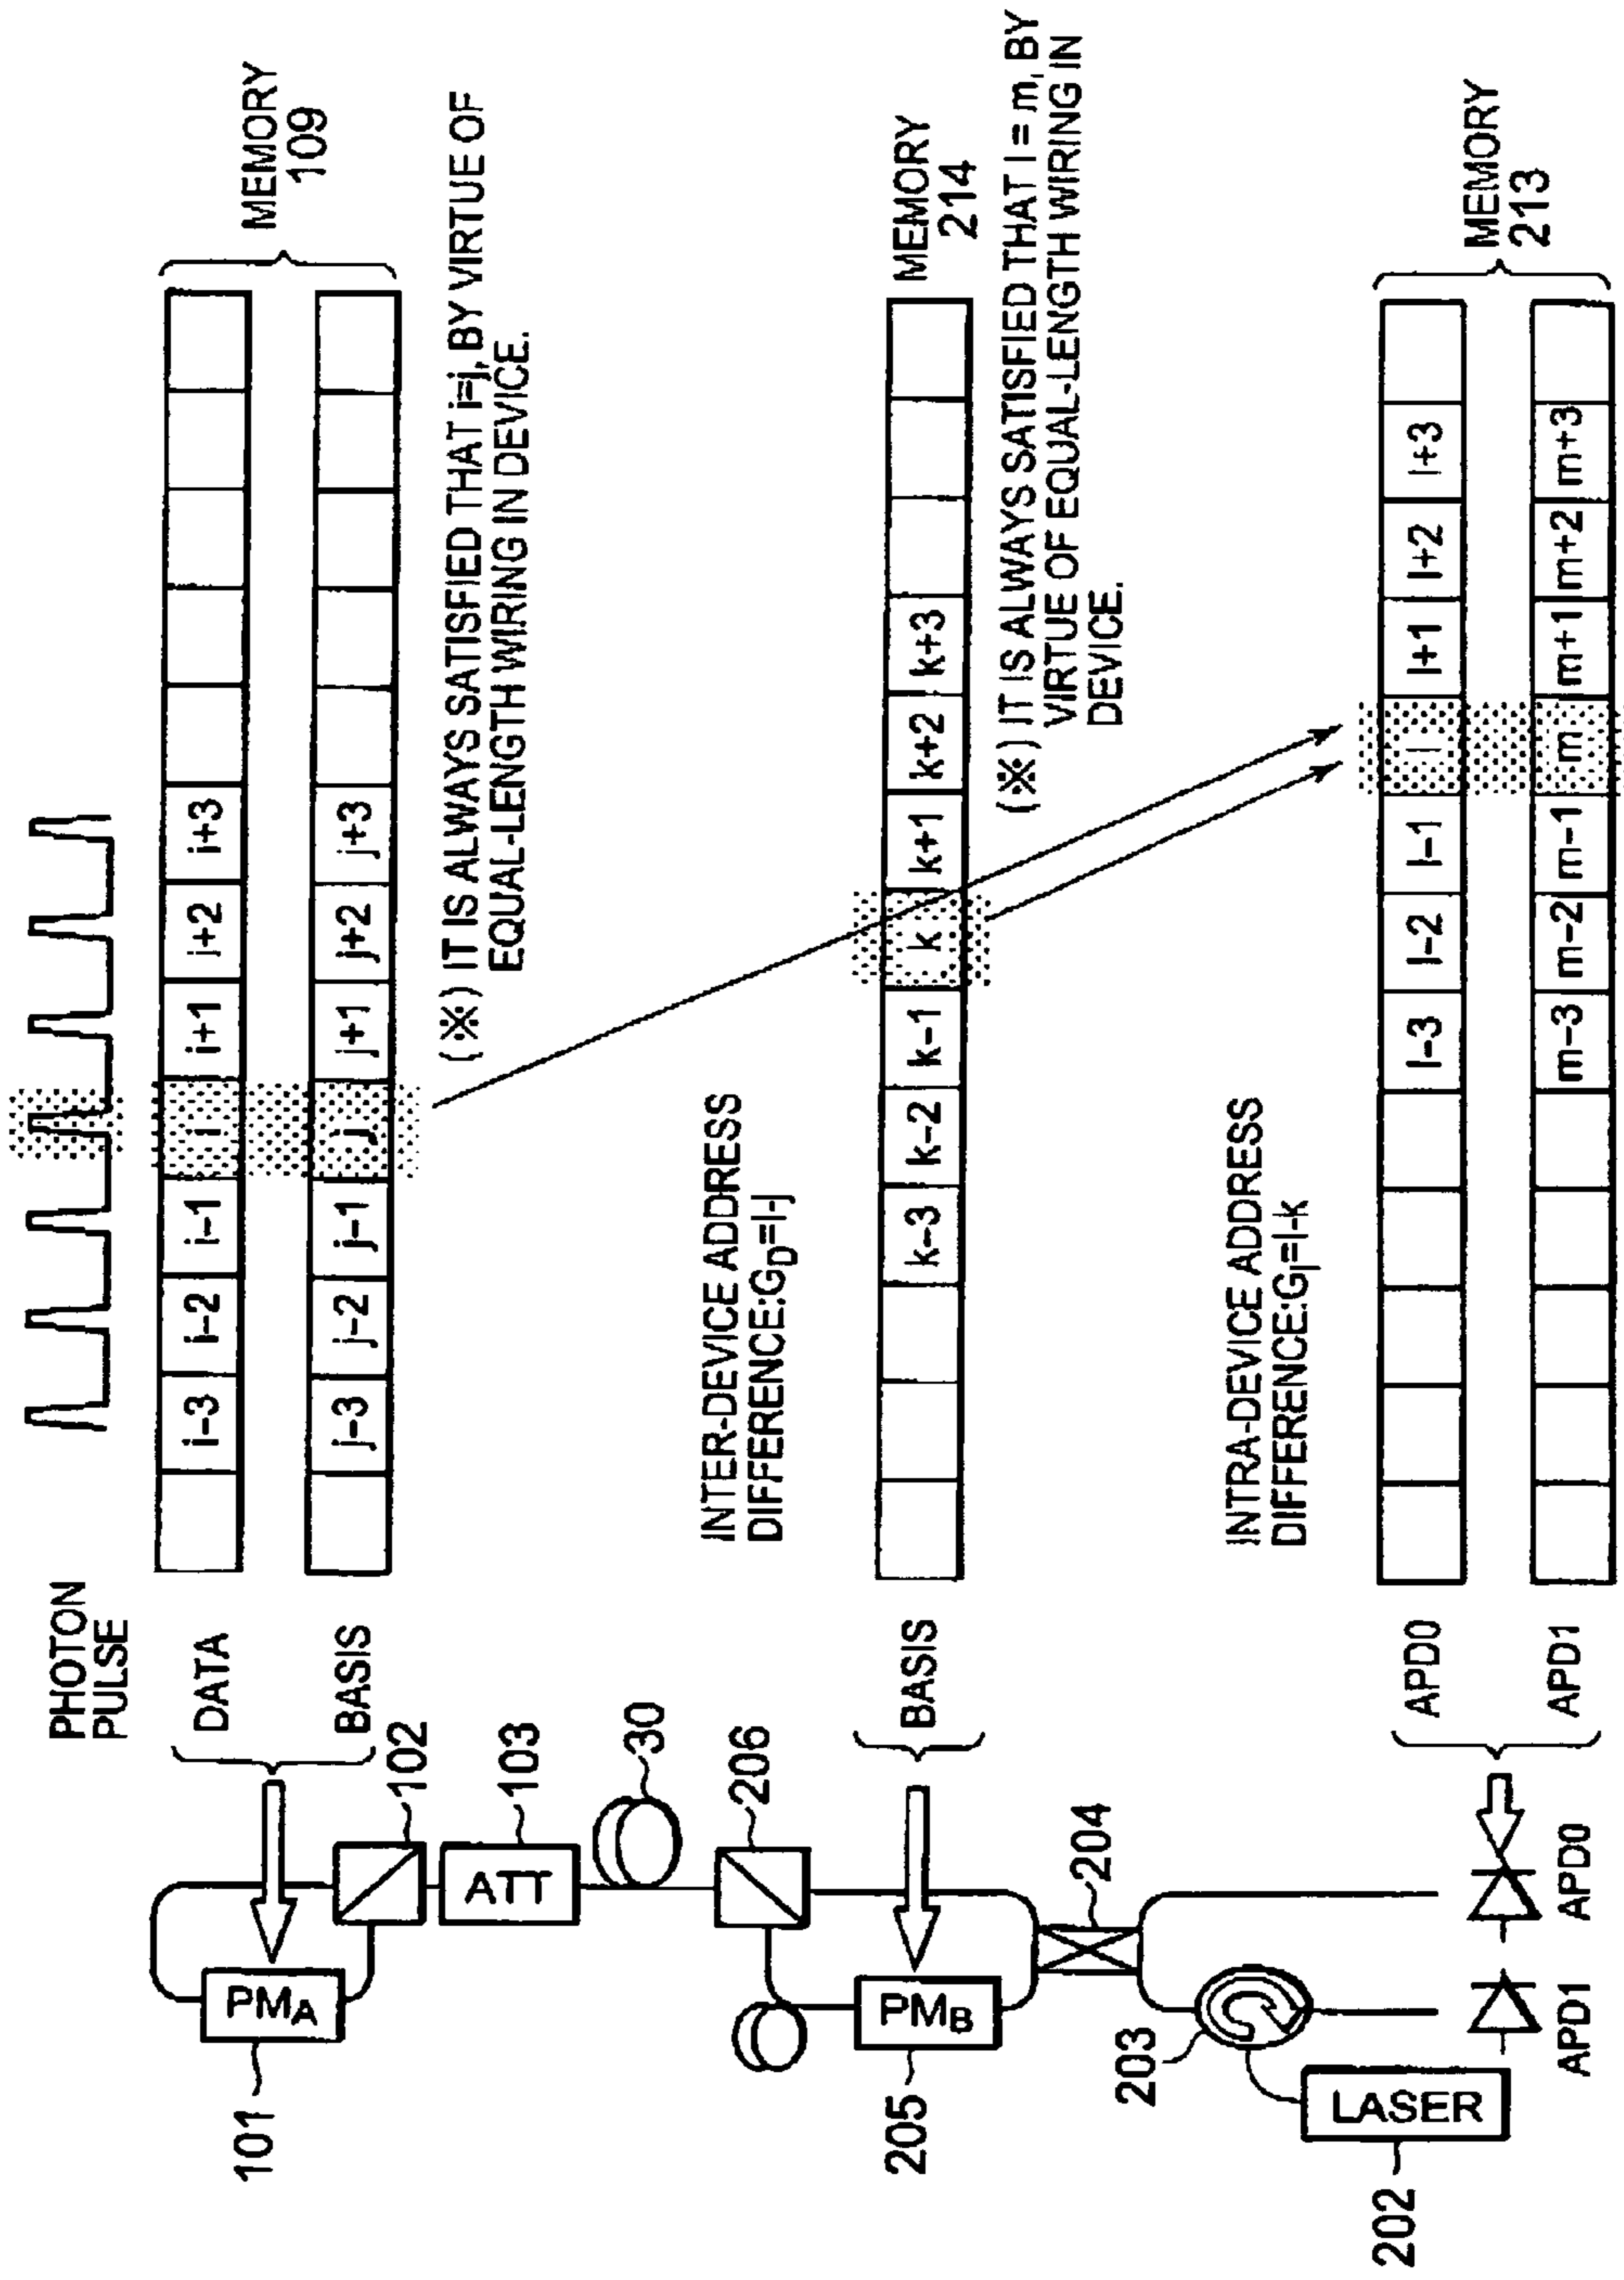 PHOTON
PULSE
DATA
i-3
i-2
i-1
i
i+1
i+2
i+3
BASIS
j-3
j-2
j-1
j
j+1
j+2
j+3
MEMORY
109
(※) IT IS ALWAYS SATISFIED THAT i=j, BY VIRTUE OF
EQUAL-LENGTH WIRING IN DEVICE.
INTER-DEVICE ADDRESS
DIFFERENCE:GD=l-j
BASIS
k-3
k-2
k-1
k
k+1
k+2
k+3
MEMORY
214
(※) IT IS ALWAYS SATISFIED THAT l = m, BY
VIRTUE OF EQUAL-LENGTH WIRING IN
DEVICE.
INTRA-DEVICE ADDRESS
DIFFERENCE:GI=l-k
APD0
l-3
l-2
l-1
l
l+1
l+2
l+3
APD1
m-3
m-2
m-1
m
m+1
m+2
m+3
MEMORY
213
PMA
101
102
ATT
103
30
206
PMB
205
204
203
LASER
202
APD1
APD0